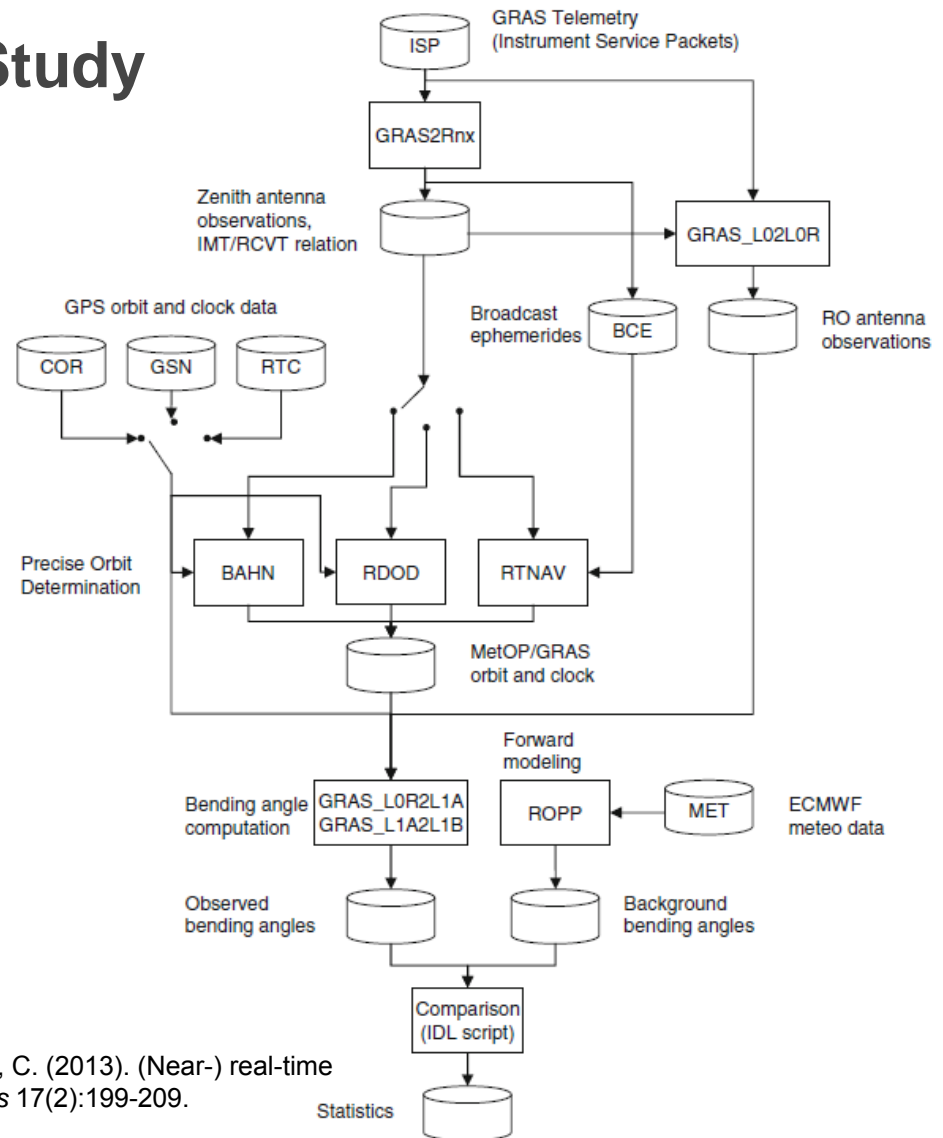 Study
GRAS Telemetry
(Instrument Service Packets)
ISP
GRAS2Rnx
Zenith antenna
observations,
IMT/RCVT relation
GRAS_L02L0R
GPS orbit and clock data
Broadcast
ephemerides
BCE
RO antenna
observations
COR
GSN
RTC
Precise Orbit
Determination
BAHN
RDOD
RTNAV
MetOP/GRAS
orbit and clock
Forward
modeling
Bending angle
computation
GRAS_L0R2L1A
GRAS_L1A2L1B
ROPP
MET
ECMWF
meteo data
Observed
bending angles
Background
bending angles
Comparison
(IDL script)
, C. (2013). (Near-) real-time
s 17(2):199-209.
Statistics